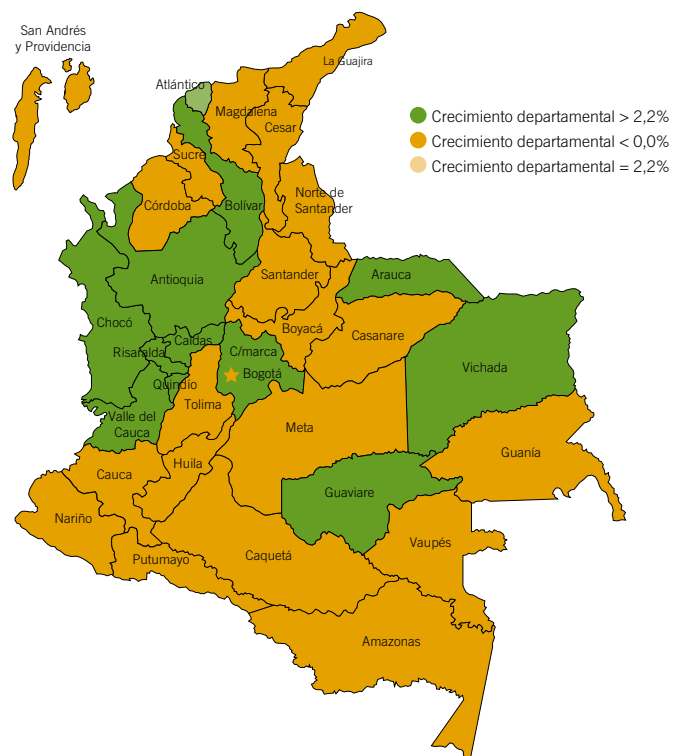 San Andrés
y Providencia
La Guajira
Atlántico
Magdalena
Cesar
Crecimiento departamental > 2,2%
Crecimiento departamental < 0,0%
Crecimiento departamental = 2,2%
Sucre
Córdoba
Bolívar
Norte de
Santander
Antioquia
Santander
Arauca
Chocó
Boyacá
Casanare
Caldas
Risaralda
C/marca
Bogotá
Vichada
Quindío
Tolima
Valle del
Cauca
Meta
Guanía
Cauca
Huila
Guaviare
Nariño
Vaupés
Putumayo
Caquetá
Amazonas